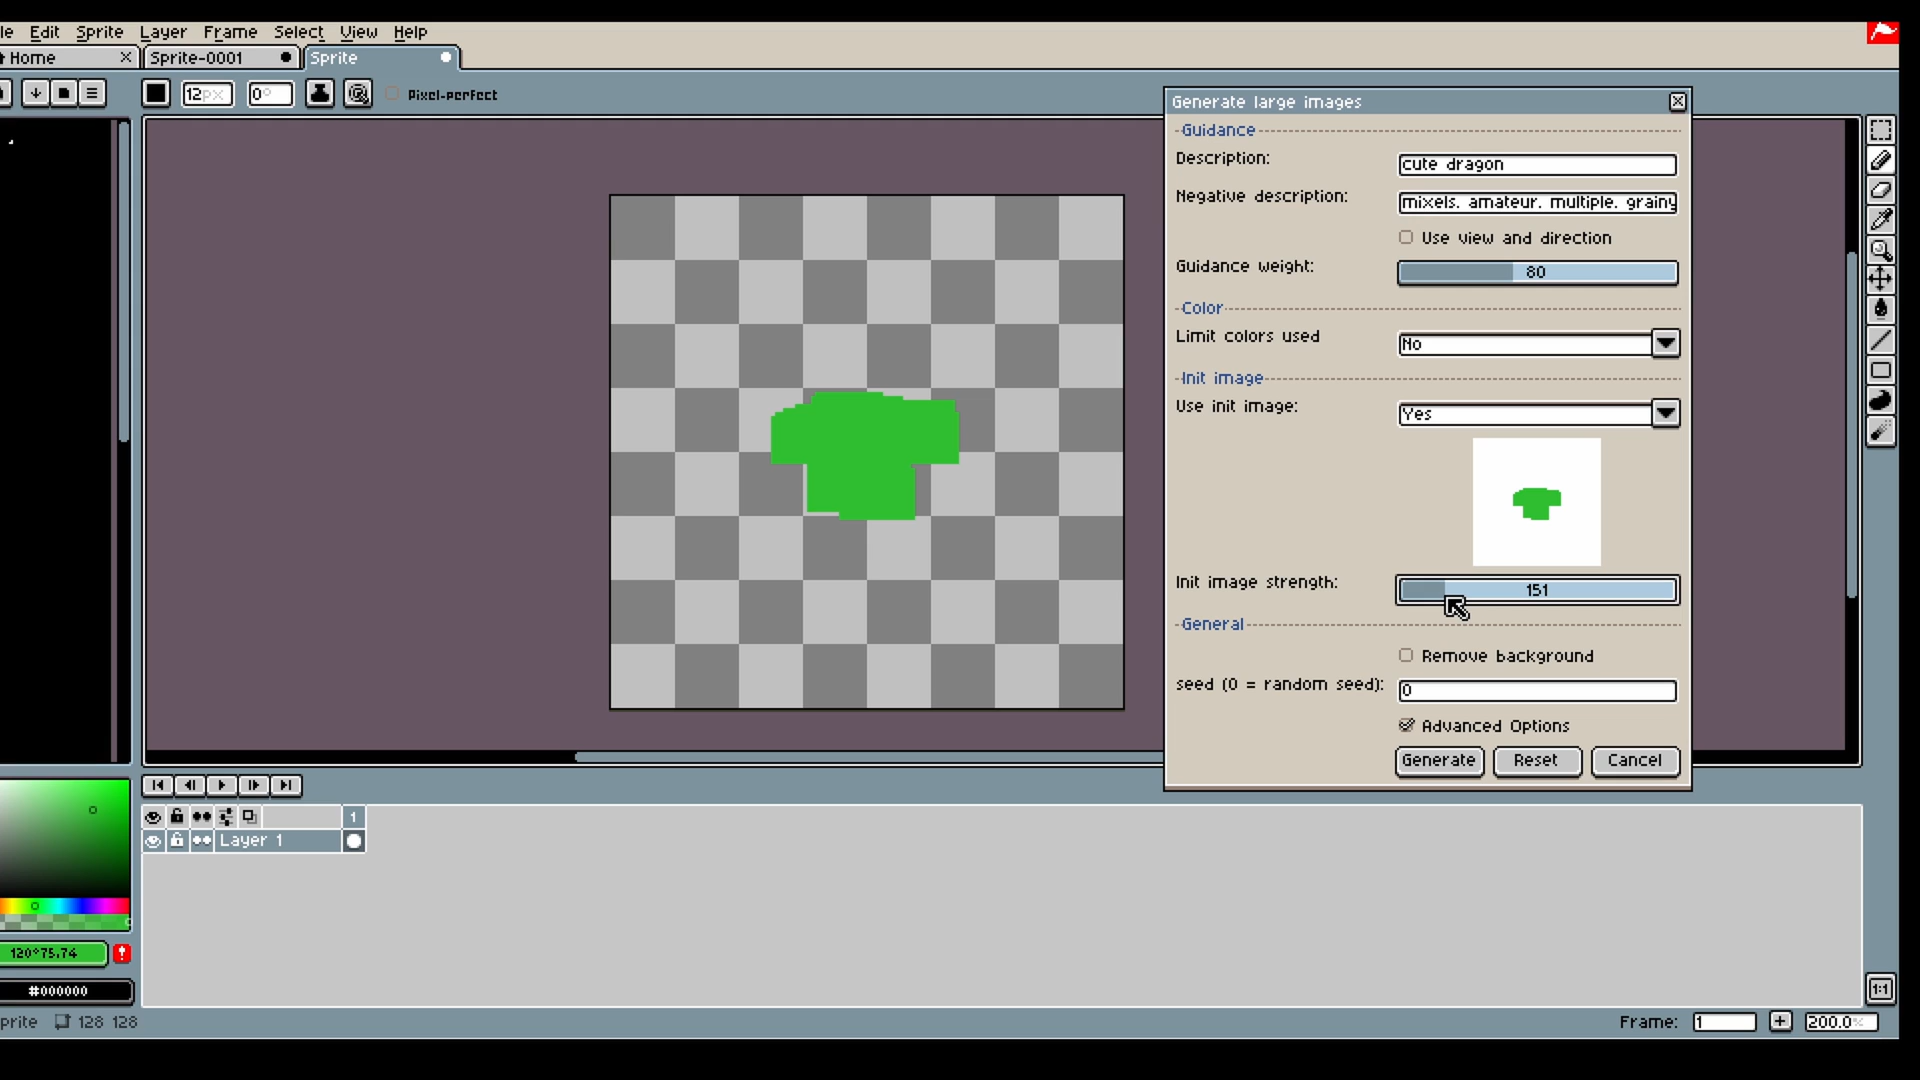 le Edit Sprite Layer Frame Select View Help
Home Sprite-0001 Sprite
12px 0° Pixel-perfect
Generate large images
Guidance
Description: cute dragon
Negative description: mixels. amateur. multiple. grainy
Use view and direction
Guidance weight: 80
Color
Limit colors used No
Init image
Use init image: Yes
Init image strength: 151
General
Remove background
seed (0 = random seed): 0
Advanced Options
Generate Reset Cancel
1
Layer 1
120°75.74
#000000
1:1
prite 128 128
Frame: 1 + 200.0%